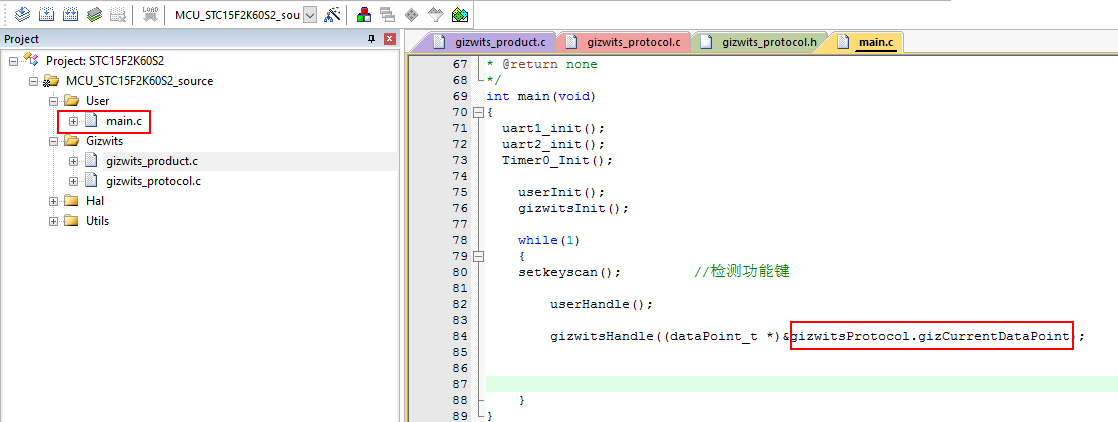 LOAD
MCU_STC15F2K60S2_sou
Project
Project: STC15F2K60S2
MCU_STC15F2K60S2_source
User
main.c
Gizwits
gizwits_product.c
gizwits_protocol.c
Hal
Utils
gizwits_product.c gizwits_protocol.c gizwits_protocol.h main.c
67 * @return none
68 */
69 int main(void)
70 {
71 uart1_init();
72 uart2_init();
73 Timer0_Init();
74
75 userInit();
76 gizwitsInit();
77
78 while(1)
79 {
80 setkeyscan(); //检测功能键
81
82 userHandle();
83
84 gizwitsHandle((dataPoint_t *)&gizwitsProtocol.gizCurrentDataPoint);
85
86
87
88 }
89 }